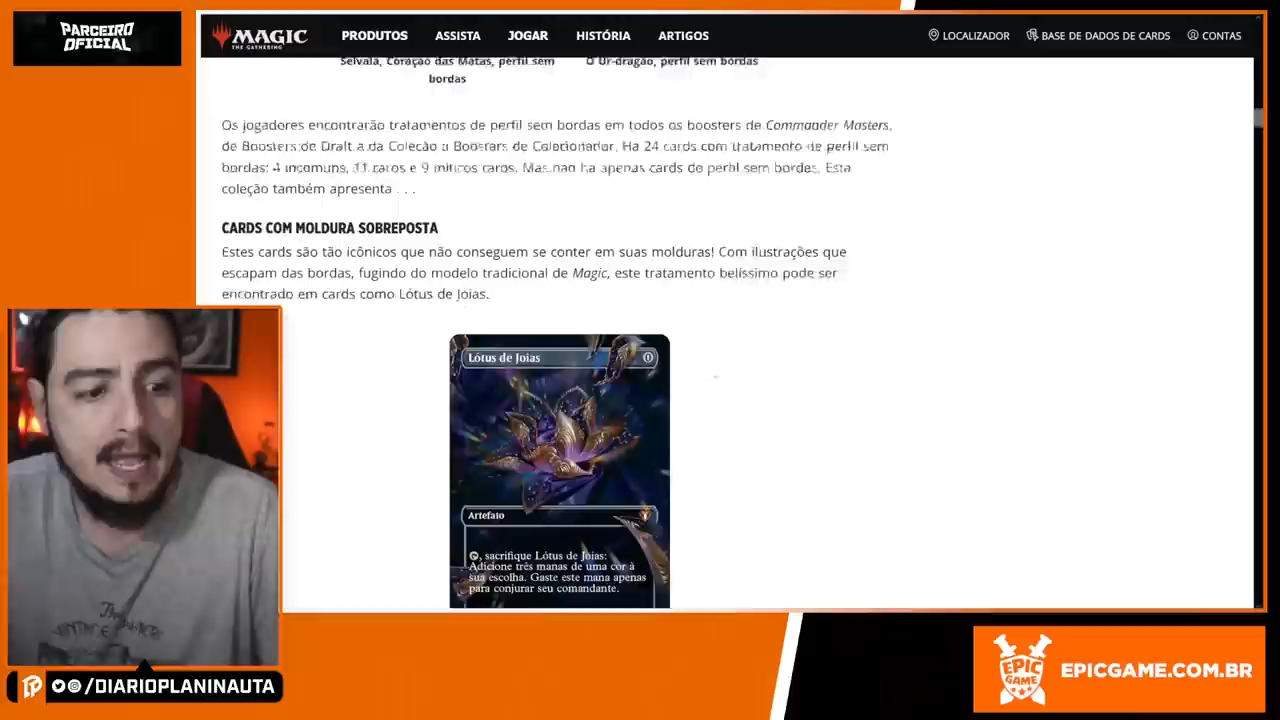 PARCEIRO
OFICIAL
MAGIC
THE GATHERING
PRODUTOS ASSISTA JOGAR HISTÓRIA ARTIGOS
LOCALIZADOR BASE DE DADOS DE CARDS CONTAS
Selvala, Coração das Matas, perfil sem
bordas
O Ur-dragão, perfil sem bordas
Os jogadores encontrarão tratamentos de perfil sem bordas em todos os boosters de Commander Masters,
de Boosters de Draft a da Coleção a Boosters de Colecionador. Há 24 cards com tratamento de perfil sem
bordas: 4 incomuns, 11 raros e 9 míticos raros. Mas não há apenas cards de perfil sem bordas. Esta
coleção também apresenta . . .
CARDS COM MOLDURA SOBREPOSTA
Estes cards são tão icônicos que não conseguem se conter em suas molduras! Com ilustrações que
escapam das bordas, fugindo do modelo tradicional de Magic, este tratamento belíssimo pode ser
encontrado em cards como Lótus de Joias.
Lótus de Joias 0
Artefato
, sacrifique Lótus de Joias:
Adicione três manas de uma cor à
sua escolha. Gaste este mana apenas
para conjurar seu comandante.
/DIARIOPLANINAUTA
EPIC
GAME
EPICGAME.COM.BR